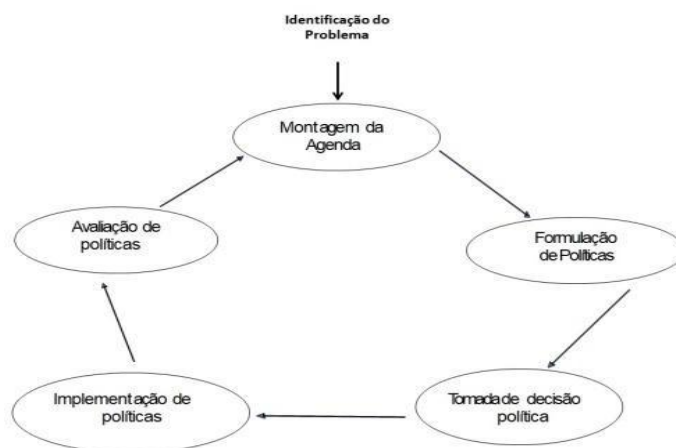 Identificação do
Problema
Montagem da
Agenda
Formulação
de Políticas
Tomada de decisão
política
Implementação de
políticas
Avaliação de
políticas